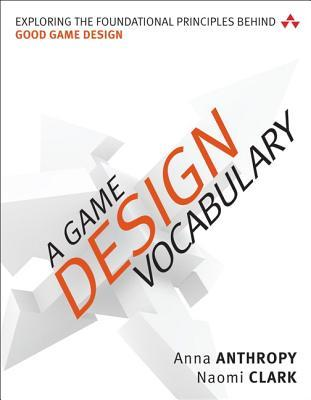 EXPLORING THE FOUNDATIONAL PRINCIPLES BEHIND
GOOD GAME DESIGN
A GAME
DESIGN
VOCABULARY
Anna ANTHROPY
Naomi CLARK